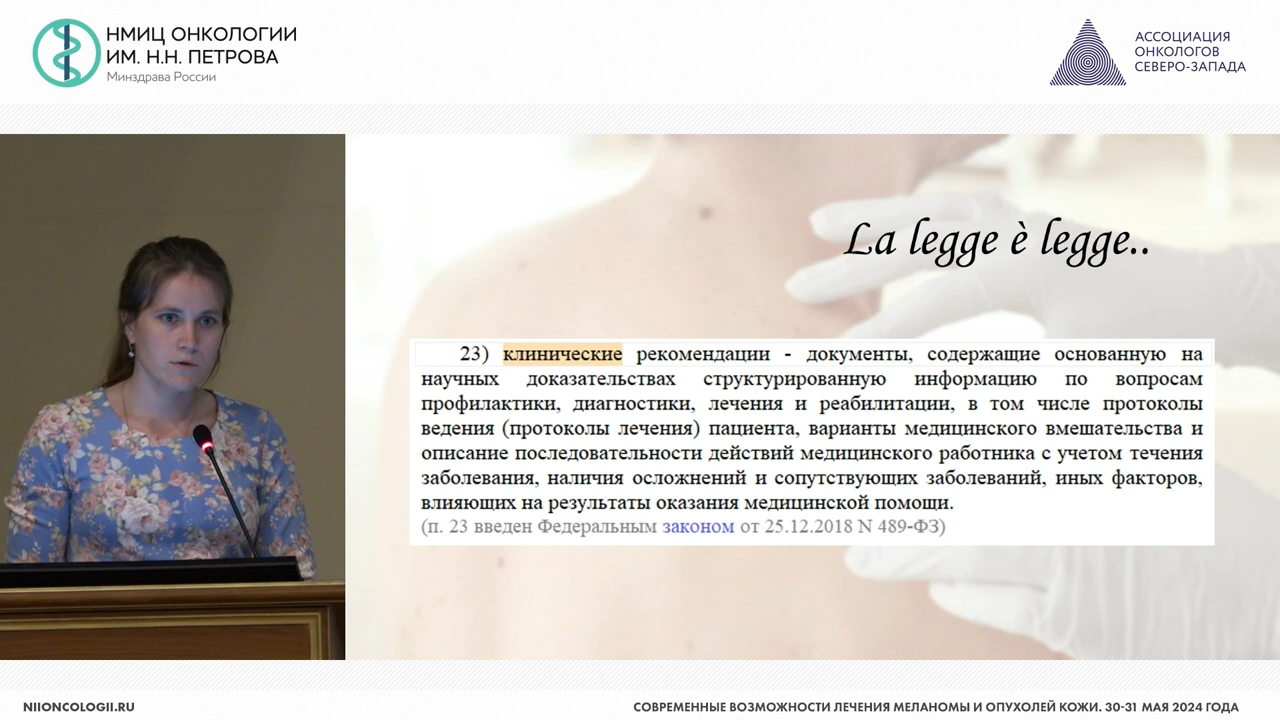 НМИЦ ОНКОЛОГИИ
ИМ. Н.Н. ПЕТРОВА
Минздрава России
АССОЦИАЦИЯ
ОНКОЛОГОВ
СЕВЕРО-ЗАПАДА
La legge è legge..
23) клинические рекомендации - документы, содержащие основанную на
научных доказательствах структурированную информацию по вопросам
профилактики, диагностики, лечения и реабилитации, в том числе протоколы
ведения (протоколы лечения) пациента, варианты медицинского вмешательства и
описание последовательности действий медицинского работника с учетом течения
заболевания, наличия осложнений и сопутствующих заболеваний, иных факторов,
влияющих на результаты оказания медицинской помощи.
(п. 23 введен Федеральным законом от 25.12.2018 N 489-ФЗ)
NIIONCOLOGII.RU
СОВРЕМЕННЫЕ ВОЗМОЖНОСТИ ЛЕЧЕНИЯ МЕЛАНОМЫ И ОПУХОЛЕЙ КОЖИ. 30-31 МАЯ 2024 ГОДА